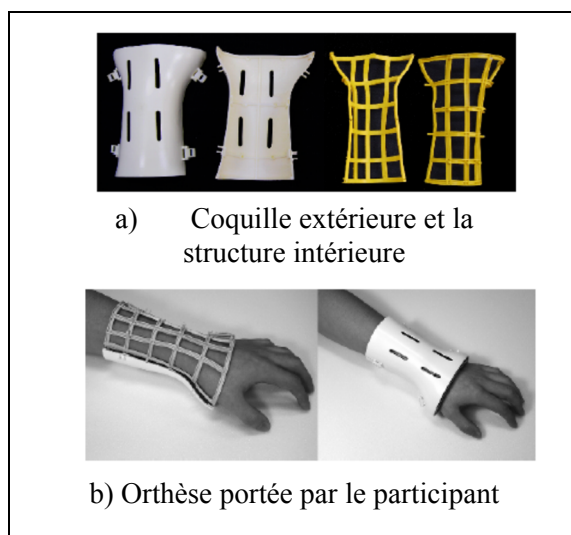 a) Coquille extérieure et la
structure intérieure
b) Orthèse portée par le participant